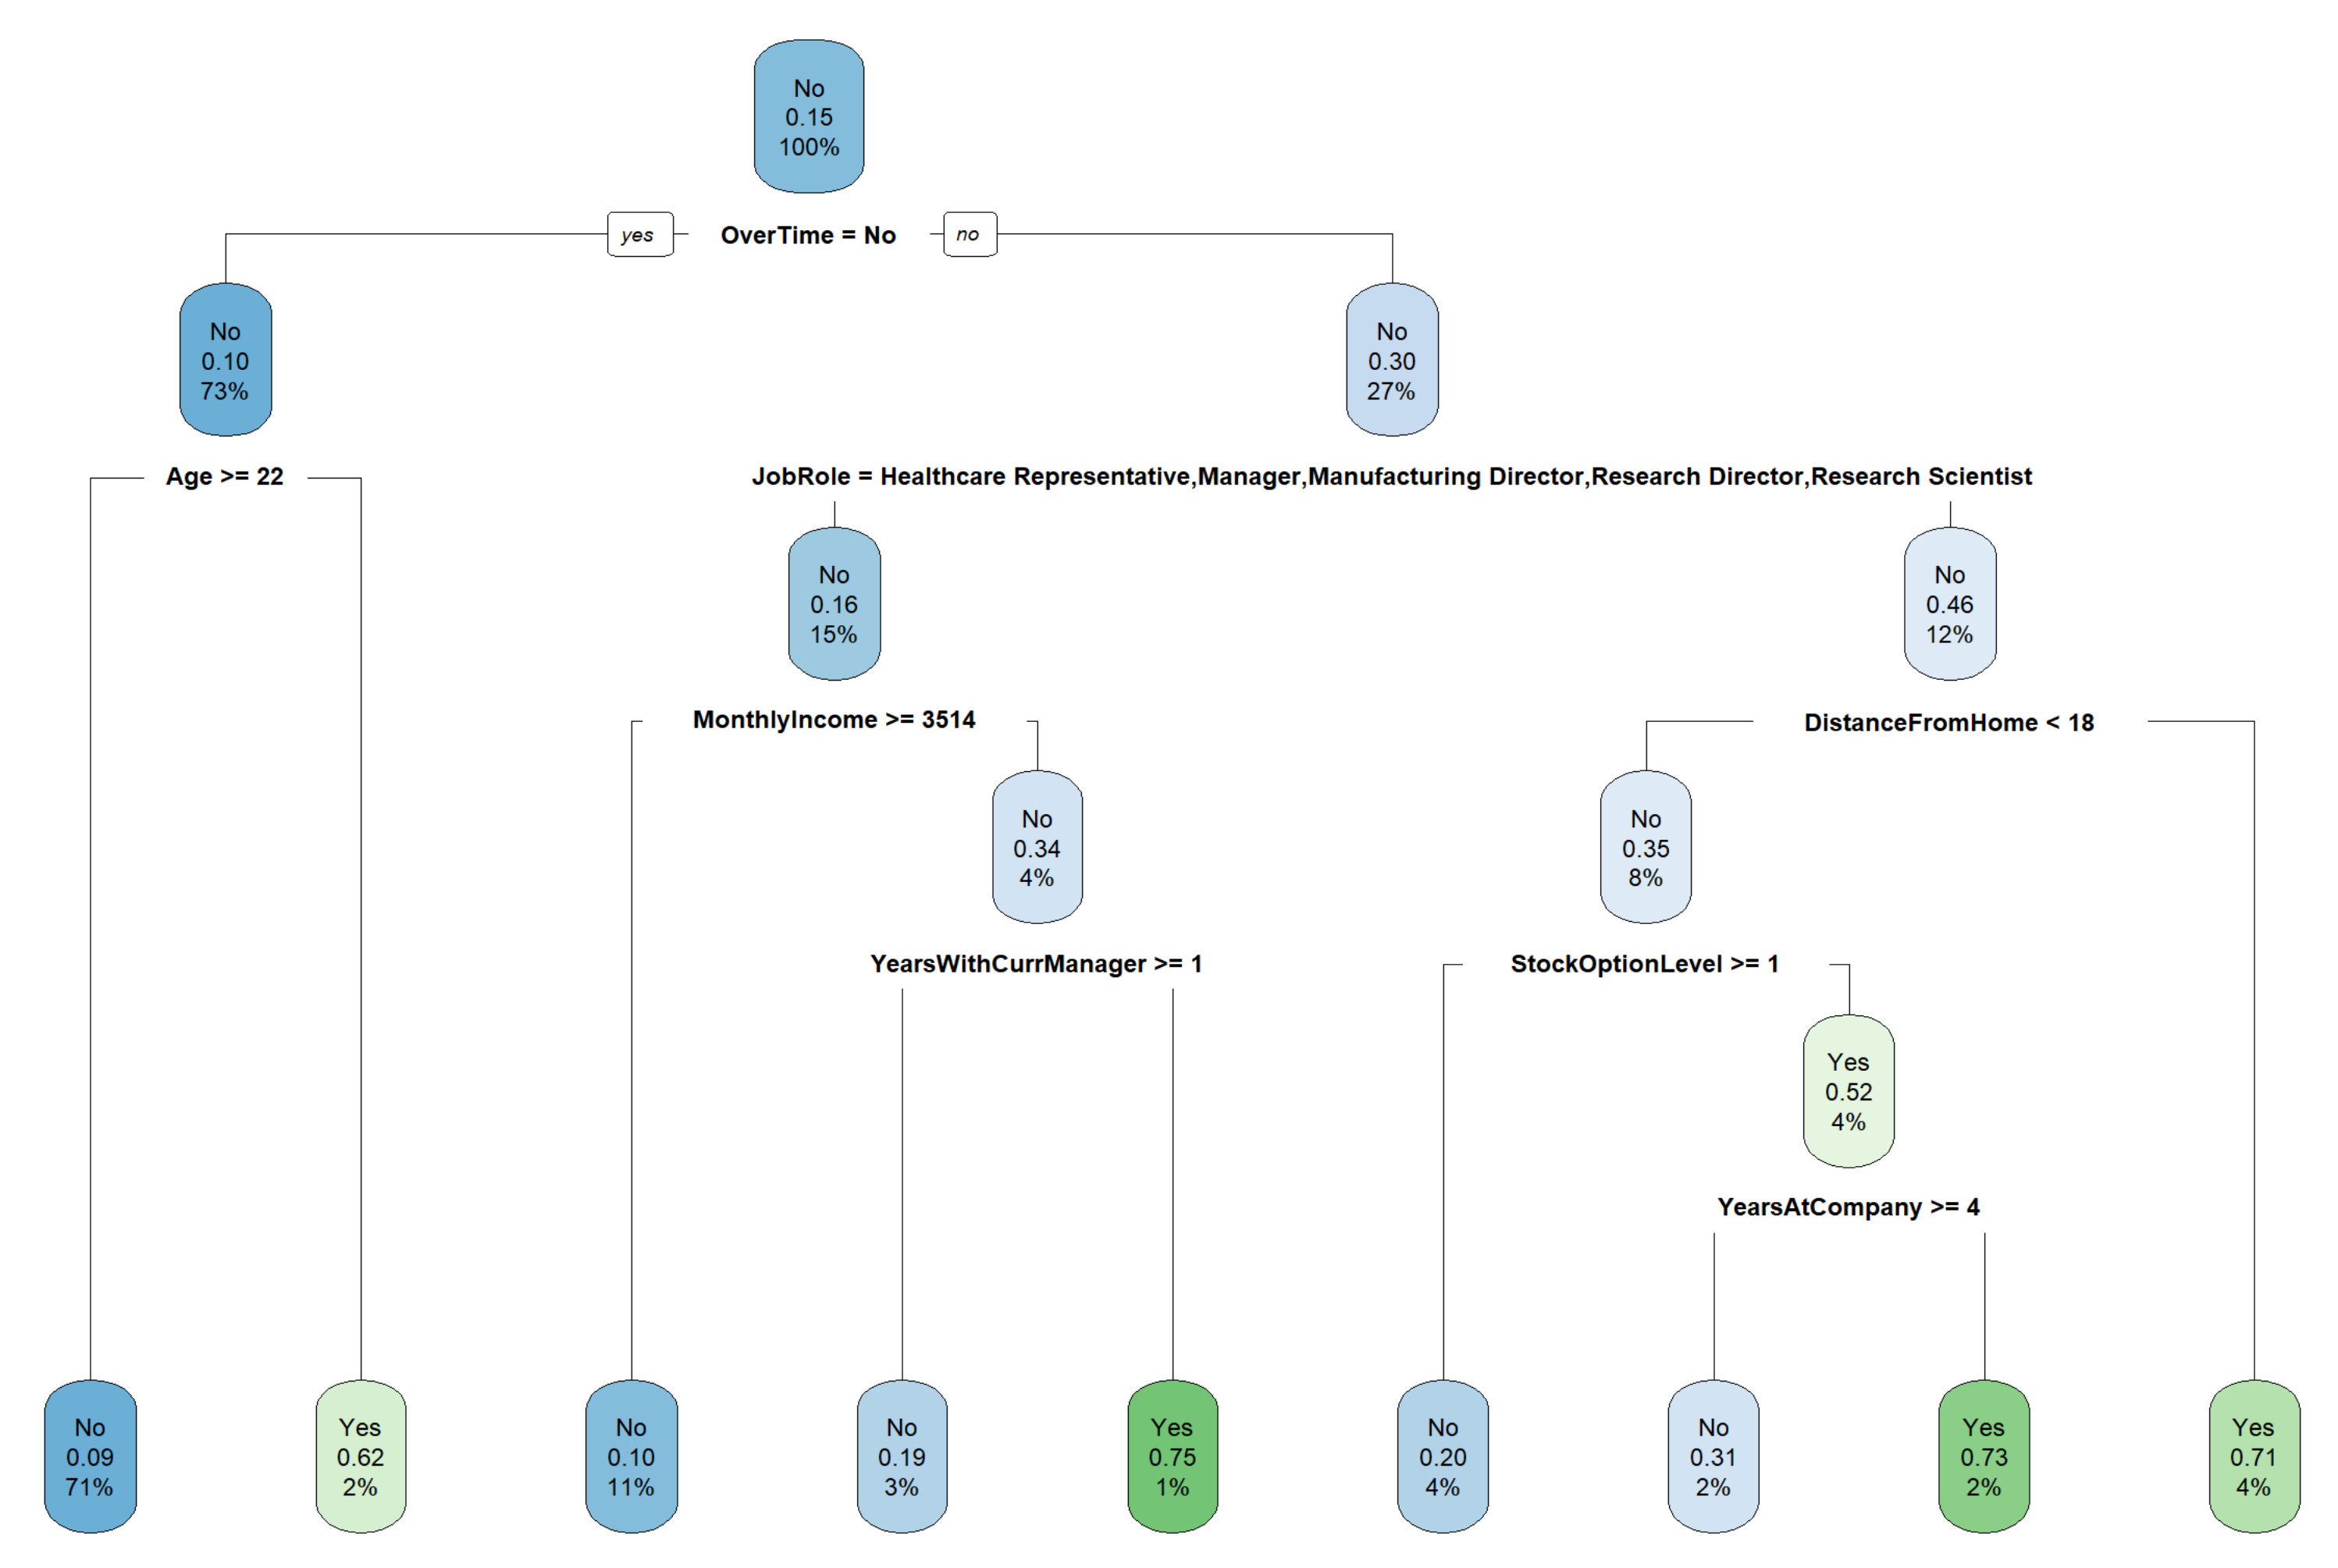 No
0.15
100%
yes
OverTime = No
no
No
0.10
73%
No
0.30
27%
Age >= 22
JobRole = Healthcare Representative,Manager,Manufacturing Director,Research Director,Research Scientist
No
0.16
15%
No
0.46
12%
MonthlyIncome >= 3514
DistanceFromHome < 18
No
0.34
4%
No
0.35
8%
YearsWithCurrManager >= 1
StockOptionLevel >= 1
Yes
0.52
4%
YearsAtCompany >= 4
No
0.09
71%
Yes
0.62
2%
No
0.10
11%
No
0.19
3%
Yes
0.75
1%
No
0.20
4%
No
0.31
2%
Yes
0.73
2%
Yes
0.71
4%